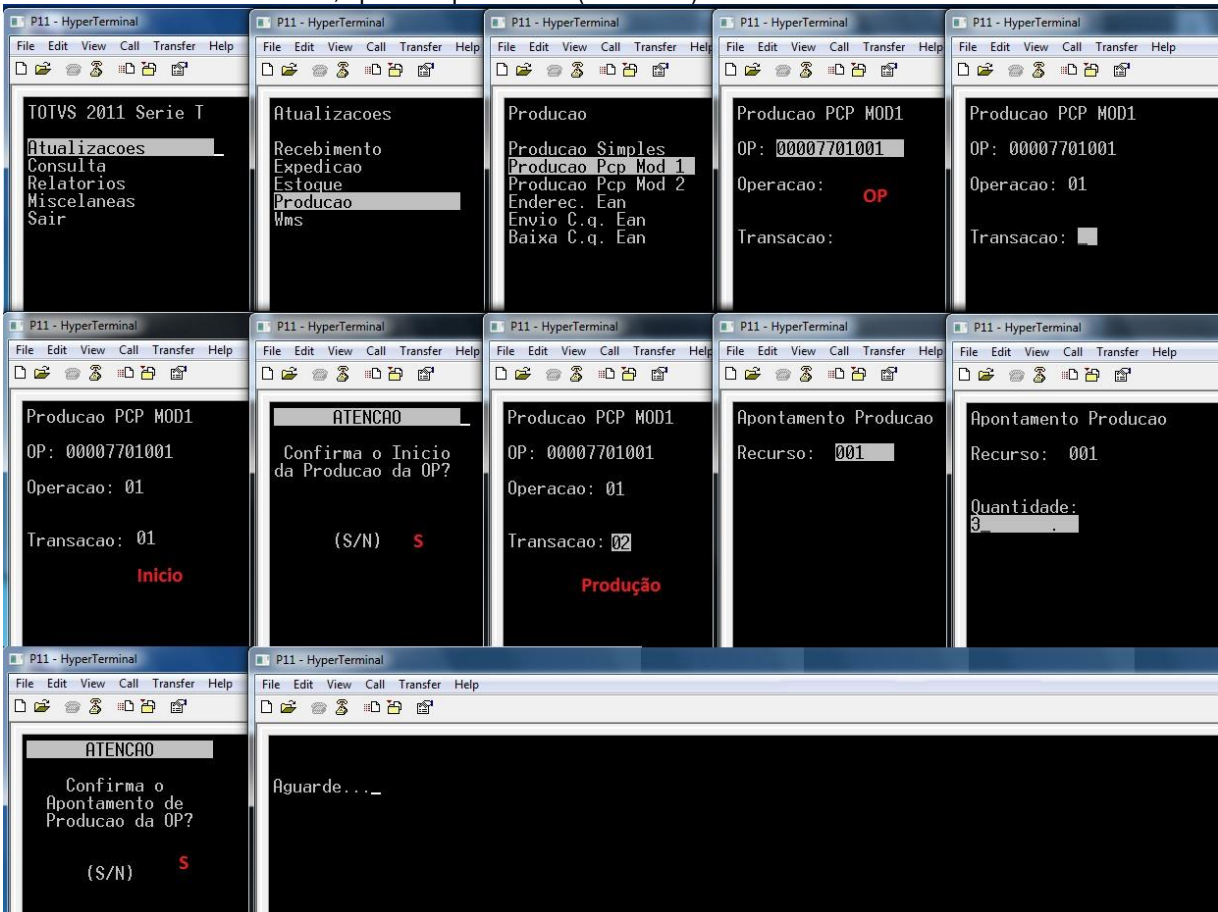 P11 - HyperTerminal
File Edit View Call Transfer Help
TOTVS 2011 Serie T
Atualizacoes
Consulta
Relatorios
Miscelaneas
Sair
P11 - HyperTerminal
File Edit View Call Transfer Help
Atualizacoes
Recebimento
Expedicao
Estoque
Producao
Wms
P11 - HyperTerminal
File Edit View Call Transfer Help
Producao
Producao Simples
Producao Pcp Mod 1
Producao Pcp Mod 2
Enderec. Ean
Envio C.q. Ean
Baixa C.q. Ean
P11 - HyperTerminal
File Edit View Call Transfer Help
Producao PCP MOD1
OP: 00007701001
Operacao:
OP
Transacao:
P11 - HyperTerminal
File Edit View Call Transfer Help
Producao PCP MOD1
OP: 00007701001
Operacao: 01
Transacao: _
P11 - HyperTerminal
File Edit View Call Transfer Help
Producao PCP MOD1
OP: 00007701001
Operacao: 01
Transacao: 01
Inicio
P11 - HyperTerminal
File Edit View Call Transfer Help
ATENCAO
Confirma o Inicio
da Producao da OP?
(S/N) S
P11 - HyperTerminal
File Edit View Call Transfer Help
Producao PCP MOD1
OP: 00007701001
Operacao: 01
Transacao: 02
Produção
P11 - HyperTerminal
File Edit View Call Transfer Help
Apontamento Producao
Recurso: 001
P11 - HyperTerminal
File Edit View Call Transfer Help
Apontamento Producao
Recurso: 001
Quantidade:
3_ .
P11 - HyperTerminal
File Edit View Call Transfer Help
ATENCAO
Confirma o
Apontamento de
Producao da OP?
(S/N) S
P11 - HyperTerminal
File Edit View Call Transfer Help
Aguarde..._